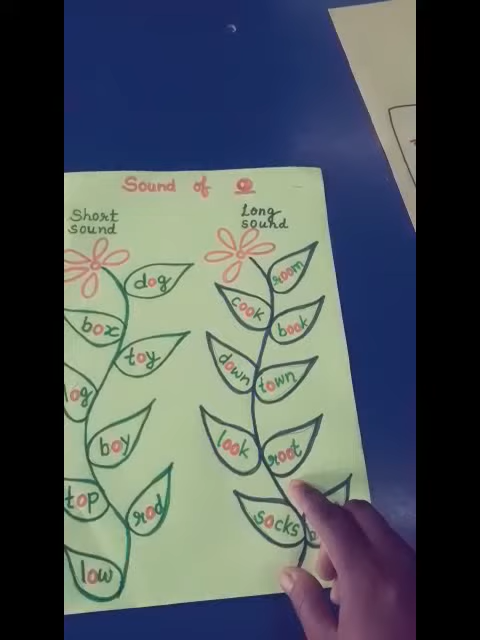 Sound of O
Short sound
Long sound
dog
box
toy
log
boy
top
rod
low
room
cook
book
down
town
look
root
socks